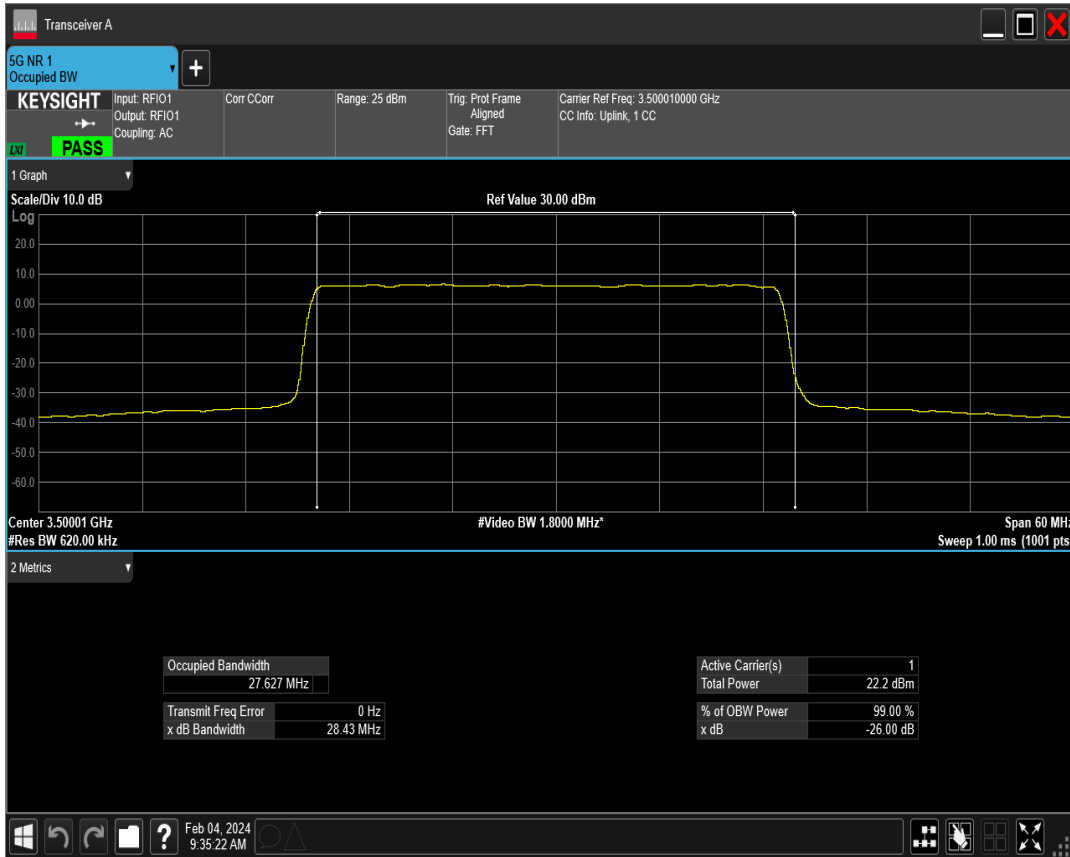 Transceiver A
5G NR 1
Occupied BW
KEYSIGHT
LXI
PASS
Input: RFIO1
Output: RFIO1
Coupling: AC
Corr CCorr
Range: 25 dBm
Trig: Prot Frame
Aligned
Gate: FFT
Carrier Ref Freq: 3.500010000 GHz
CC Info: Uplink, 1 CC
1 Graph
Scale/Div 10.0 dB
Ref Value 30.00 dBm
Log
20.0
10.0
0.00
-10.0
-20.0
-30.0
-40.0
-50.0
-60.0
Center 3.50001 GHz
#Video BW 1.8000 MHz*
Span 60 MHz
#Res BW 620.00 kHz
Sweep 1.00 ms (1001 pts
2 Metrics
Occupied Bandwidth
27.627 MHz
Transmit Freq Error 0 Hz
x dB Bandwidth 28.43 MHz
Active Carrier(s) 1
Total Power 22.2 dBm
% of OBW Power 99.00 %
x dB -26.00 dB
?
Feb 04, 2024
9:35:22 AM